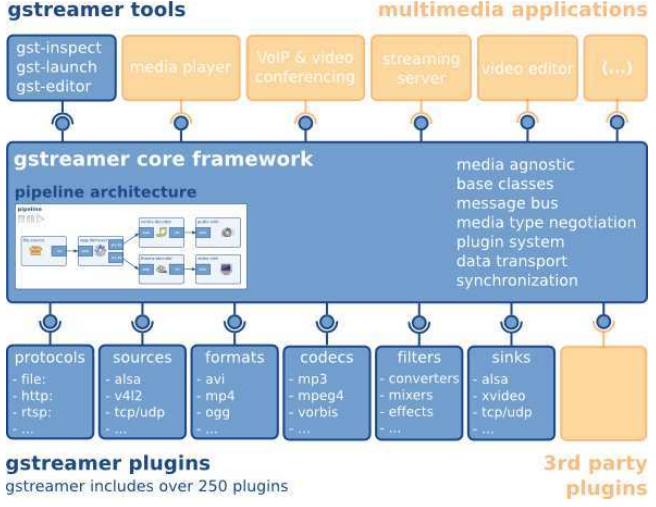 gstreamer tools
multimedia applications
gst-inspect
gst-launch
gst-editor
media player
VoIP & video
conferencing
streaming
server
video editor
(...)
gstreamer core framework
media agnostic
base classes
message bus
media type negotiation
plugin system
data transport
synchronization
pipeline architecture
pipeline
protocols
- file:
- http:
- rtsp:
- ...
sources
- alsa
- v4l2
- tcp/udp
- ...
formats
- avi
- mp4
- ogg
- ...
codecs
- mp3
- mpeg4
- vorbis
- ...
filters
- converters
- mixers
- effects
- ...
sinks
- alsa
- xvideo
- tcp/udp
- ...
gstreamer plugins
gstreamer includes over 250 plugins
3rd party
plugins